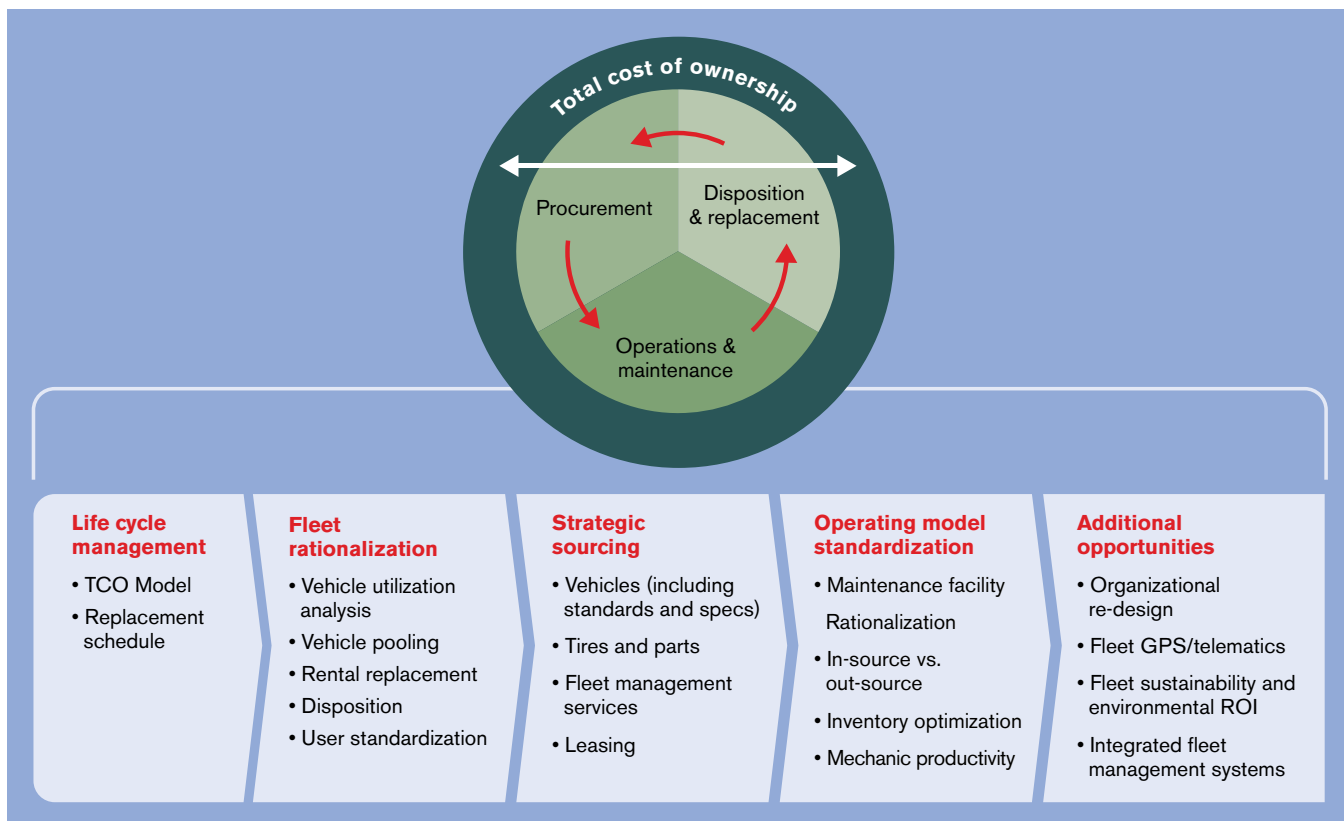 Total cost of ownership
Procurement
Disposition
& replacement
Operations &
maintenance
Life cycle
management
• TCO Model
• Replacement
schedule
Fleet
rationalization
• Vehicle utilization
analysis
• Vehicle pooling
• Rental replacement
• Disposition
• User standardization
Strategic
sourcing
• Vehicles (including
standards and specs)
• Tires and parts
• Fleet management
services
• Leasing
Operating model
standardization
• Maintenance facility
Rationalization
• In-source vs.
out-source
• Inventory optimization
• Mechanic productivity
Additional
opportunities
• Organizational
re-design
• Fleet GPS/telematics
• Fleet sustainability and
environmental ROI
• Integrated fleet
management systems